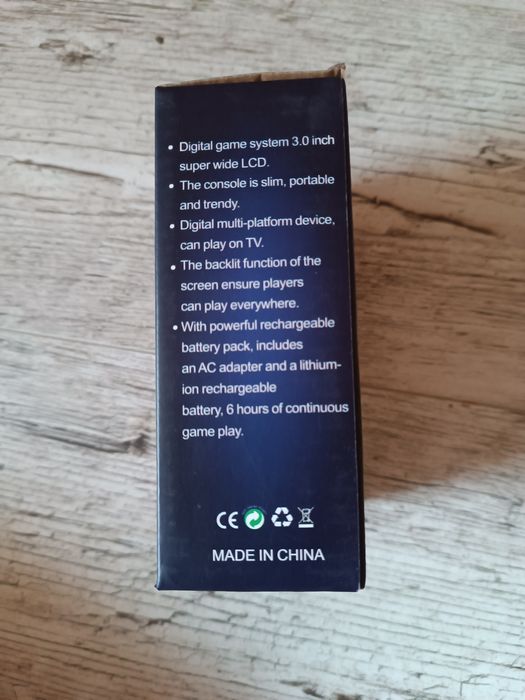 • Digital game system 3.0 inch
super wide LCD.
• The console is slim, portable
and trendy.
• Digital multi-platform device,
can play on TV.
• The backlit function of the
screen ensure players
can play everywhere.
• With powerful rechargeable
battery pack, includes
an AC adapter and a lithium-
ion rechargeable
battery, 6 hours of continuous
game play.
CE
MADE IN CHINA